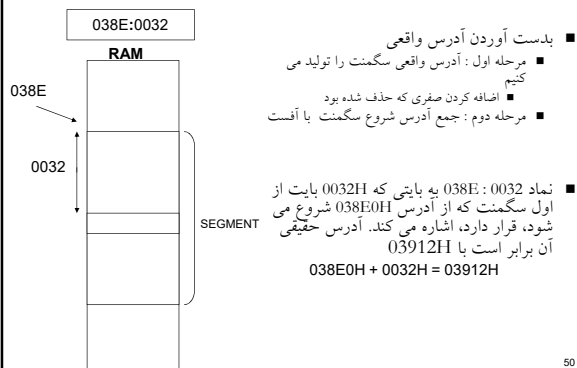 038E:0032
RAM
038E
0032
SEGMENT
■ بدست آوردن آدرس واقعی
■ مرحله اول : آدرس واقعی سگمنت را تولید می
کنیم
■ اضافه کردن صفری که حذف شده بود
■ مرحله دوم : جمع آدرس شروع سگمنت با آفست
■ نماد 0032 : 038E به بایتی که 0032H بایت از
اول سگمنت که از آدرس 038E0H شروع می
شود، قرار دارد، اشاره می کند. آدرس حقیقی
آن برابر است با 03912H
038E0H + 0032H = 03912H
50